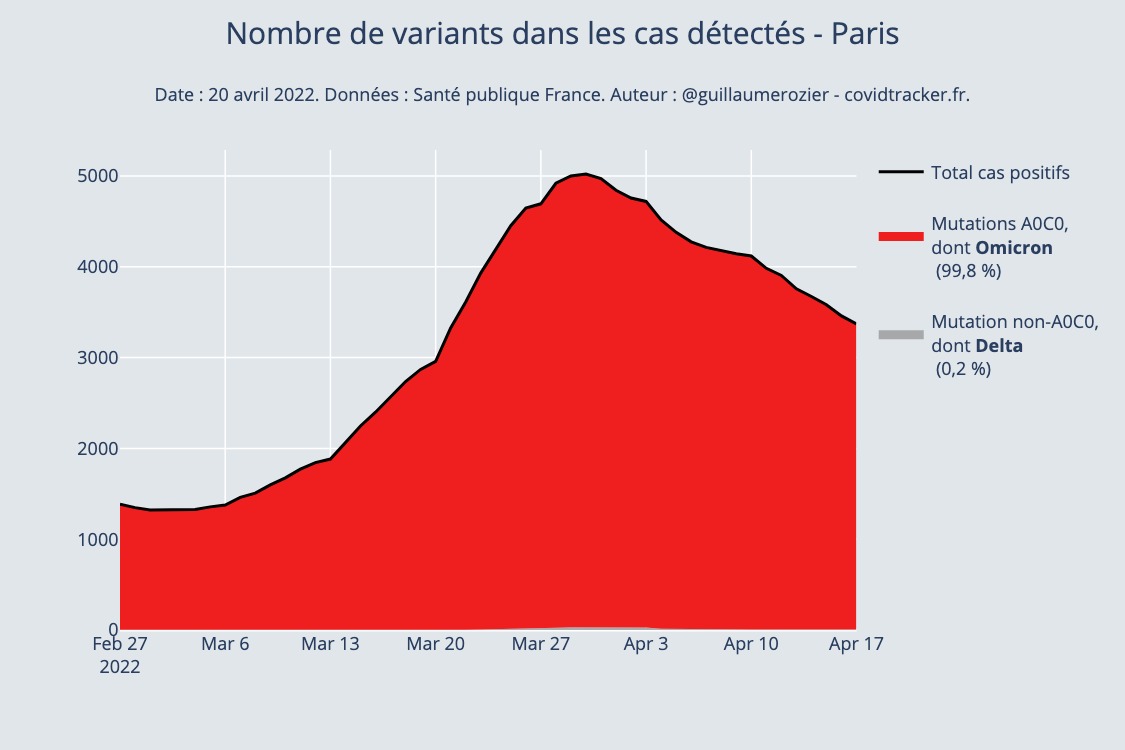 Nombre de variants dans les cas détectés - Paris
Date : 20 avril 2022. Données : Santé publique France. Auteur : @guillaumerozier - covidtracker.fr.
5000
4000
3000
2000
1000
0
Feb 27
2022
Mar 6
Mar 13
Mar 20
Mar 27
Apr 3
Apr 10
Apr 17
Total cas positifs
Mutations A0C0,
dont Omicron
(99,8 %)
Mutation non-A0C0,
dont Delta
(0,2 %)